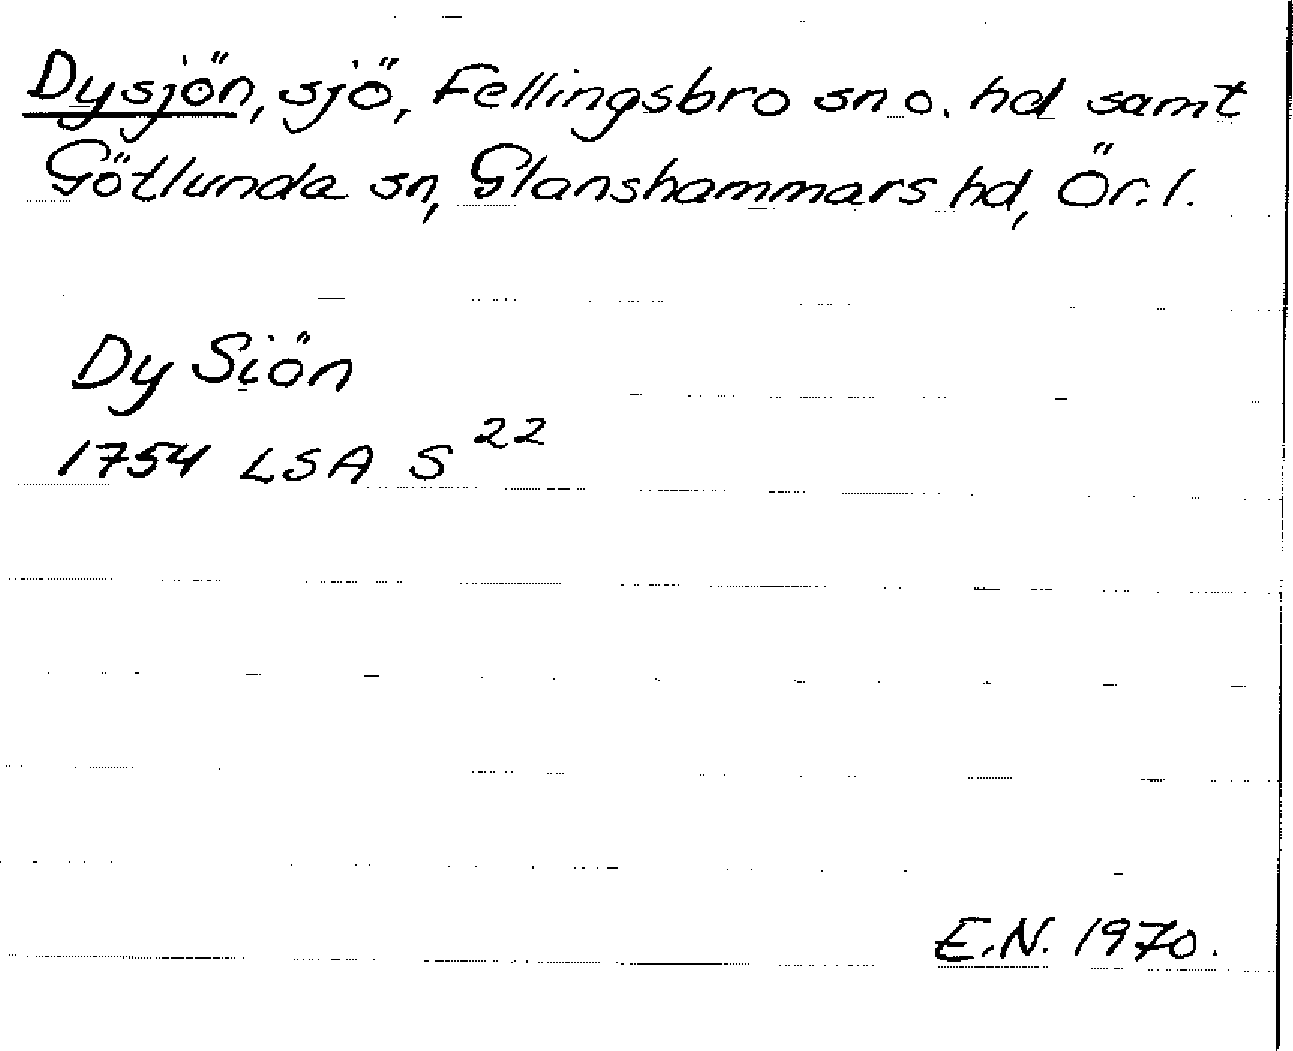 Dysjön, sjö, Fellingsbro sn o. hd samt
Götlunda sn, Glanshammars hd, Ör. l.
Dy Siön
1754 LSA S 22
E.N. 1970.